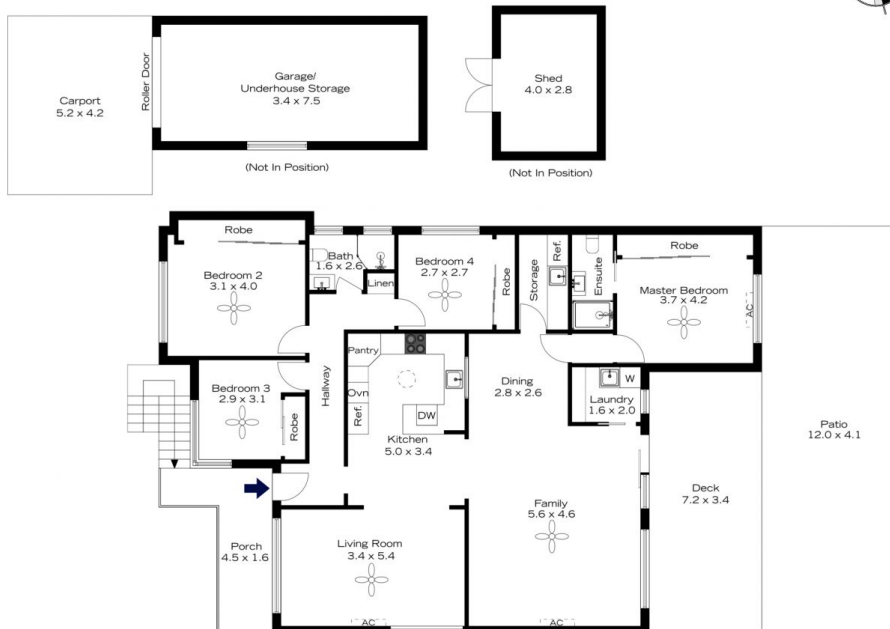 Carport
5.2 x 4.2
Roller Door
Garage/
Underhouse Storage
3.4 x 7.5
(Not In Position)
Shed
4.0 x 2.8
(Not In Position)
Robe
Bedroom 2
3.1 x 4.0
Bath
1.6 x 2.6
Linen
Bedroom 4
2.7 x 2.7
Robe
Storage
Ref.
Ensuite
Robe
Master Bedroom
3.7 x 4.2
AC
Bedroom 3
2.9 x 3.1
Robe
Hallway
Pantry
Ovn
Ref.
DW
Kitchen
5.0 x 3.4
Dining
2.8 x 2.6
W
Laundry
1.6 x 2.0
Patio
12.0 x 4.1
Deck
7.2 x 3.4
Family
5.6 x 4.6
AC
Living Room
3.4 x 5.4
AC
Porch
4.5 x 1.6